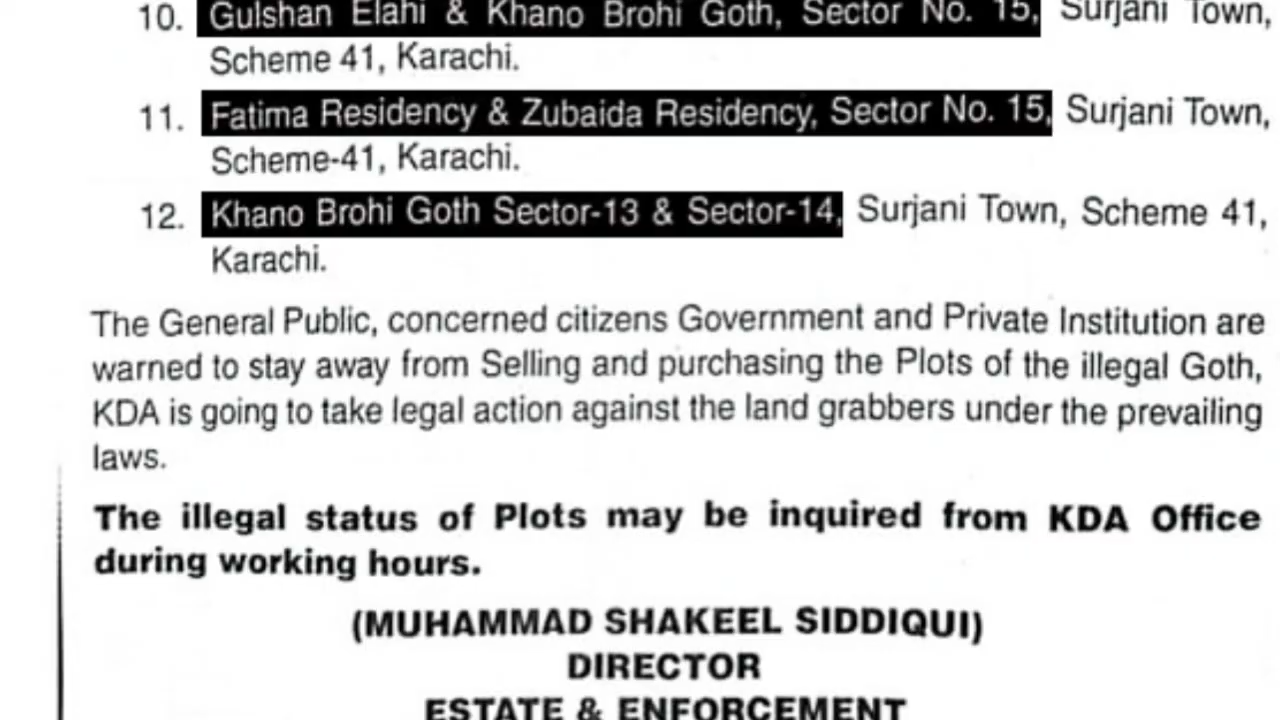 10. Gulshan Elahi & Khano Brohi Goth, Sector No. 15, Surjani Town,
Scheme 41, Karachi.
11. Fatima Residency & Zubaida Residency, Sector No. 15, Surjani Town,
Scheme-41, Karachi.
12. Khano Brohi Goth Sector-13 & Sector-14, Surjani Town, Scheme 41,
Karachi.
The General Public, concerned citizens Government and Private Institution are
warned to stay away from Selling and purchasing the Plots of the illegal Goth,
KDA is going to take legal action against the land grabbers under the prevailing
laws.
The illegal status of Plots may be inquired from KDA Office
during working hours.
(MUHAMMAD SHAKEEL SIDDIQUI)
DIRECTOR
ESTATE & ENFORCEMENT